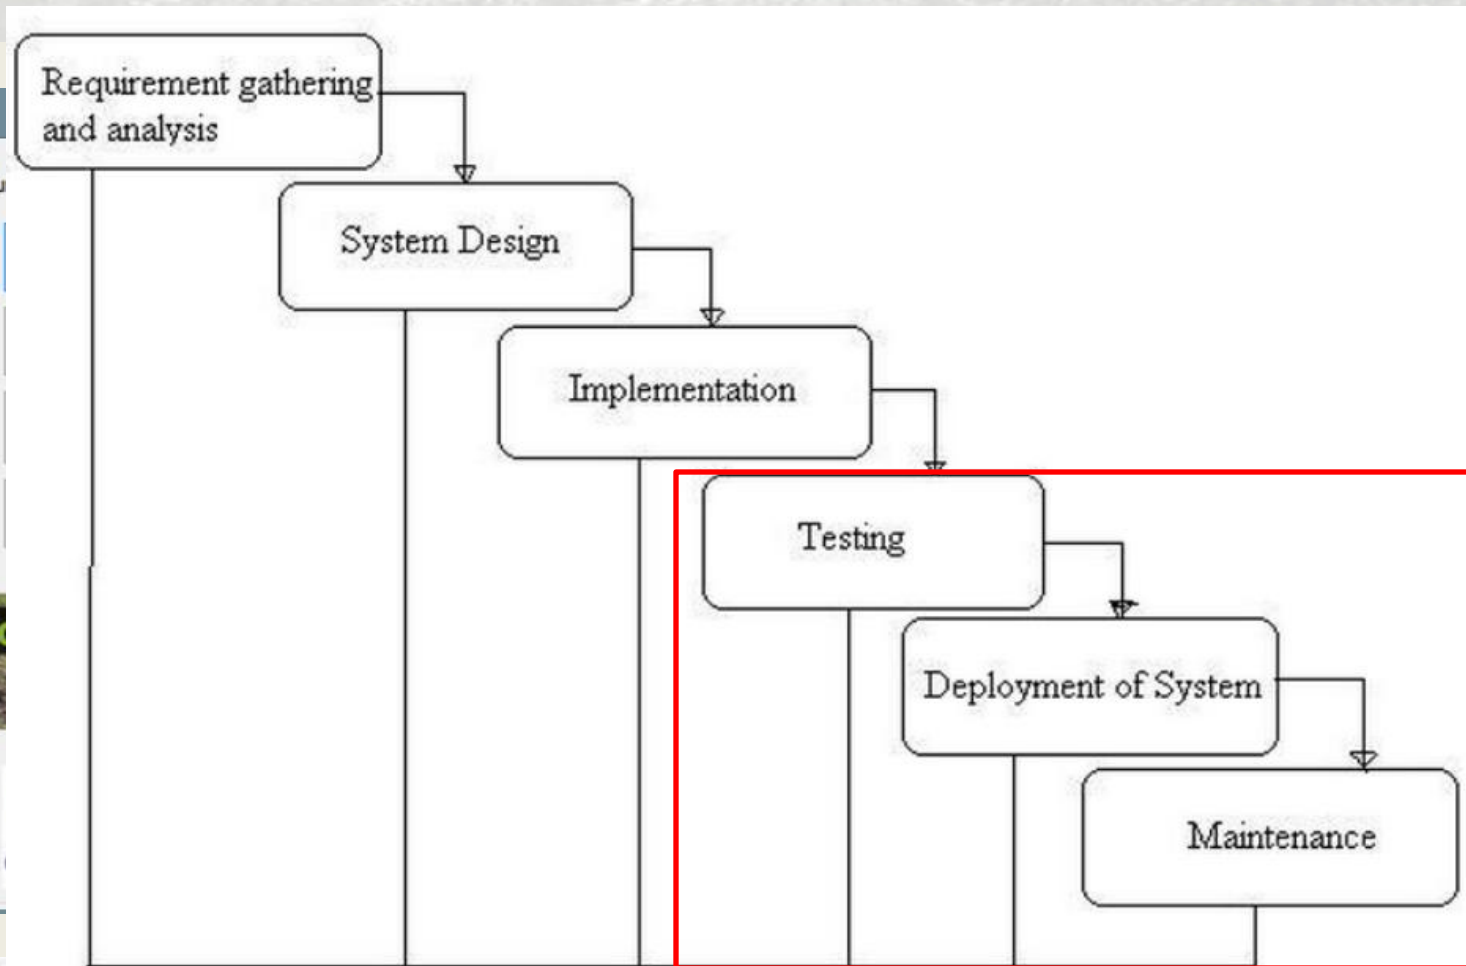 Requirement gathering
and analysis
System Design
Implementation
Testing
Deployment of System
Maintenance